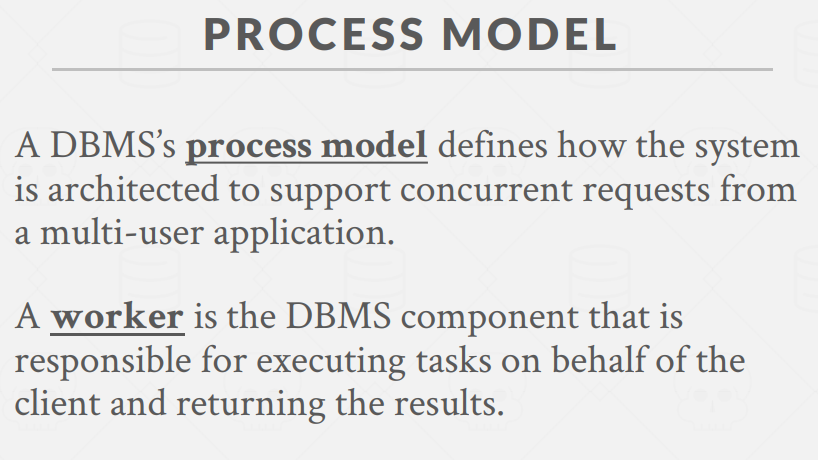 PROCESS MODEL
A DBMS’s process model defines how the system
is architected to support concurrent requests from
a multi-user application.
A worker is the DBMS component that is
responsible for executing tasks on behalf of the
client and returning the results.